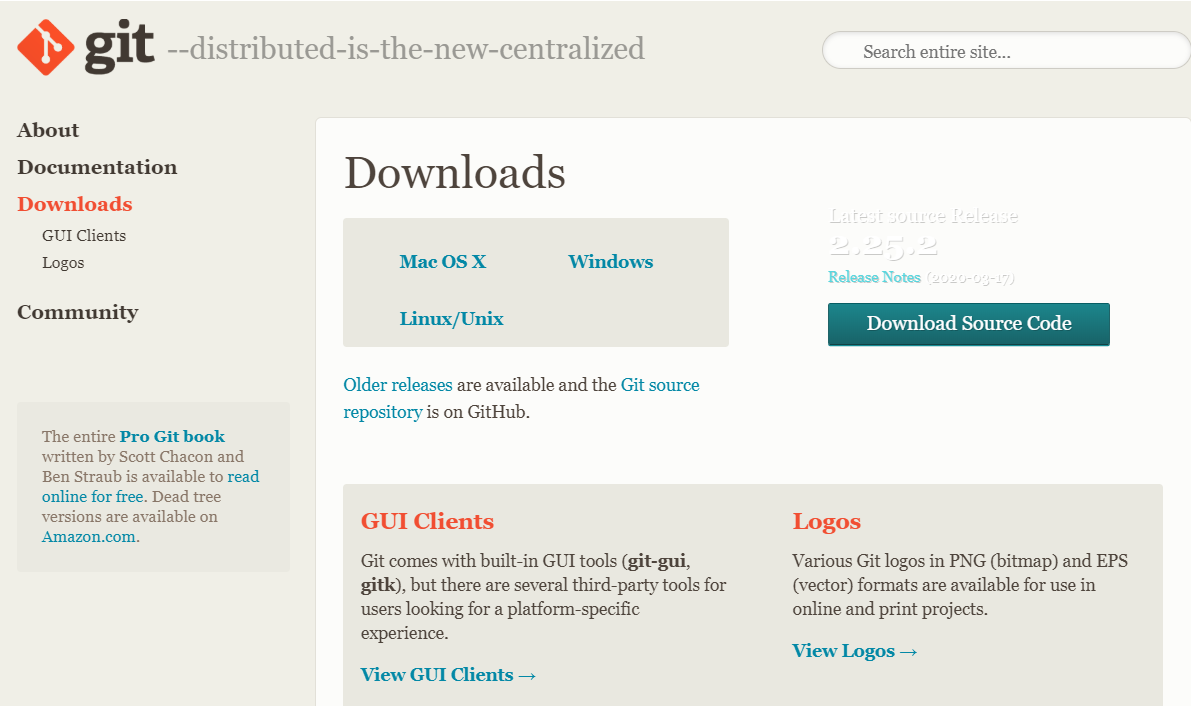 git --distributed-is-the-new-centralized
Search entire site...
About
Documentation
Downloads
GUI Clients
Logos
Community
The entire Pro Git book
written by Scott Chacon and
Ben Straub is available to read
online for free. Dead tree
versions are available on
Amazon.com.
Downloads
Mac OS X
Windows
Linux/Unix
Older releases are available and the Git source
repository is on GitHub.
Latest source Release
2.25.2
Release Notes (2020-03-17)
Download Source Code
GUI Clients
Git comes with built-in GUI tools (git-gui,
gitk), but there are several third-party tools for
users looking for a platform-specific
experience.
View GUI Clients →
Logos
Various Git logos in PNG (bitmap) and EPS
(vector) formats are available for use in
online and print projects.
View Logos →